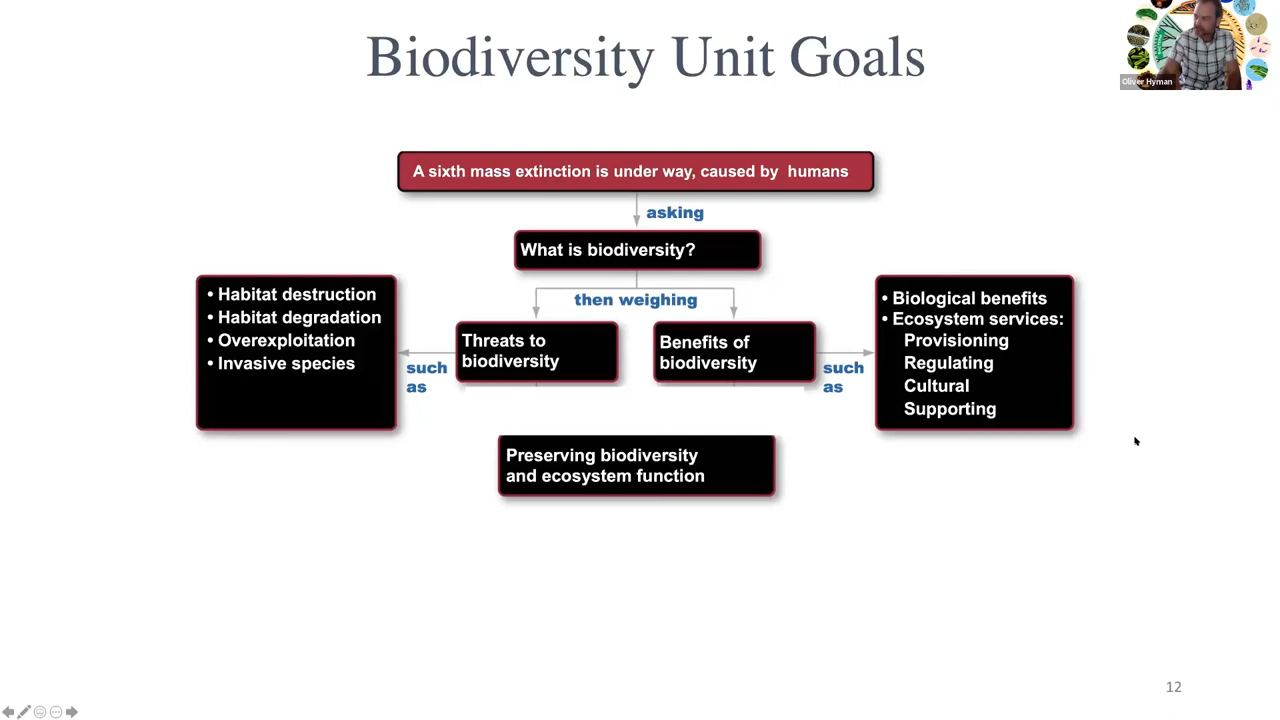 Biodiversity Unit Goals
Oliver Hyman
A sixth mass extinction is under way, caused by humans
asking
What is biodiversity?
then weighing
• Habitat destruction
• Habitat degradation
• Overexploitation
• Invasive species
such
as
Threats to
biodiversity
Benefits of
biodiversity
such
as
• Biological benefits
• Ecosystem services:
Provisioning
Regulating
Cultural
Supporting
Preserving biodiversity
and ecosystem function
12